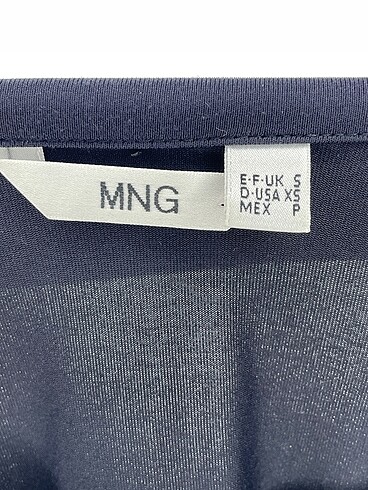 MNG
E·F·UK S
D·USA XS
MEX P